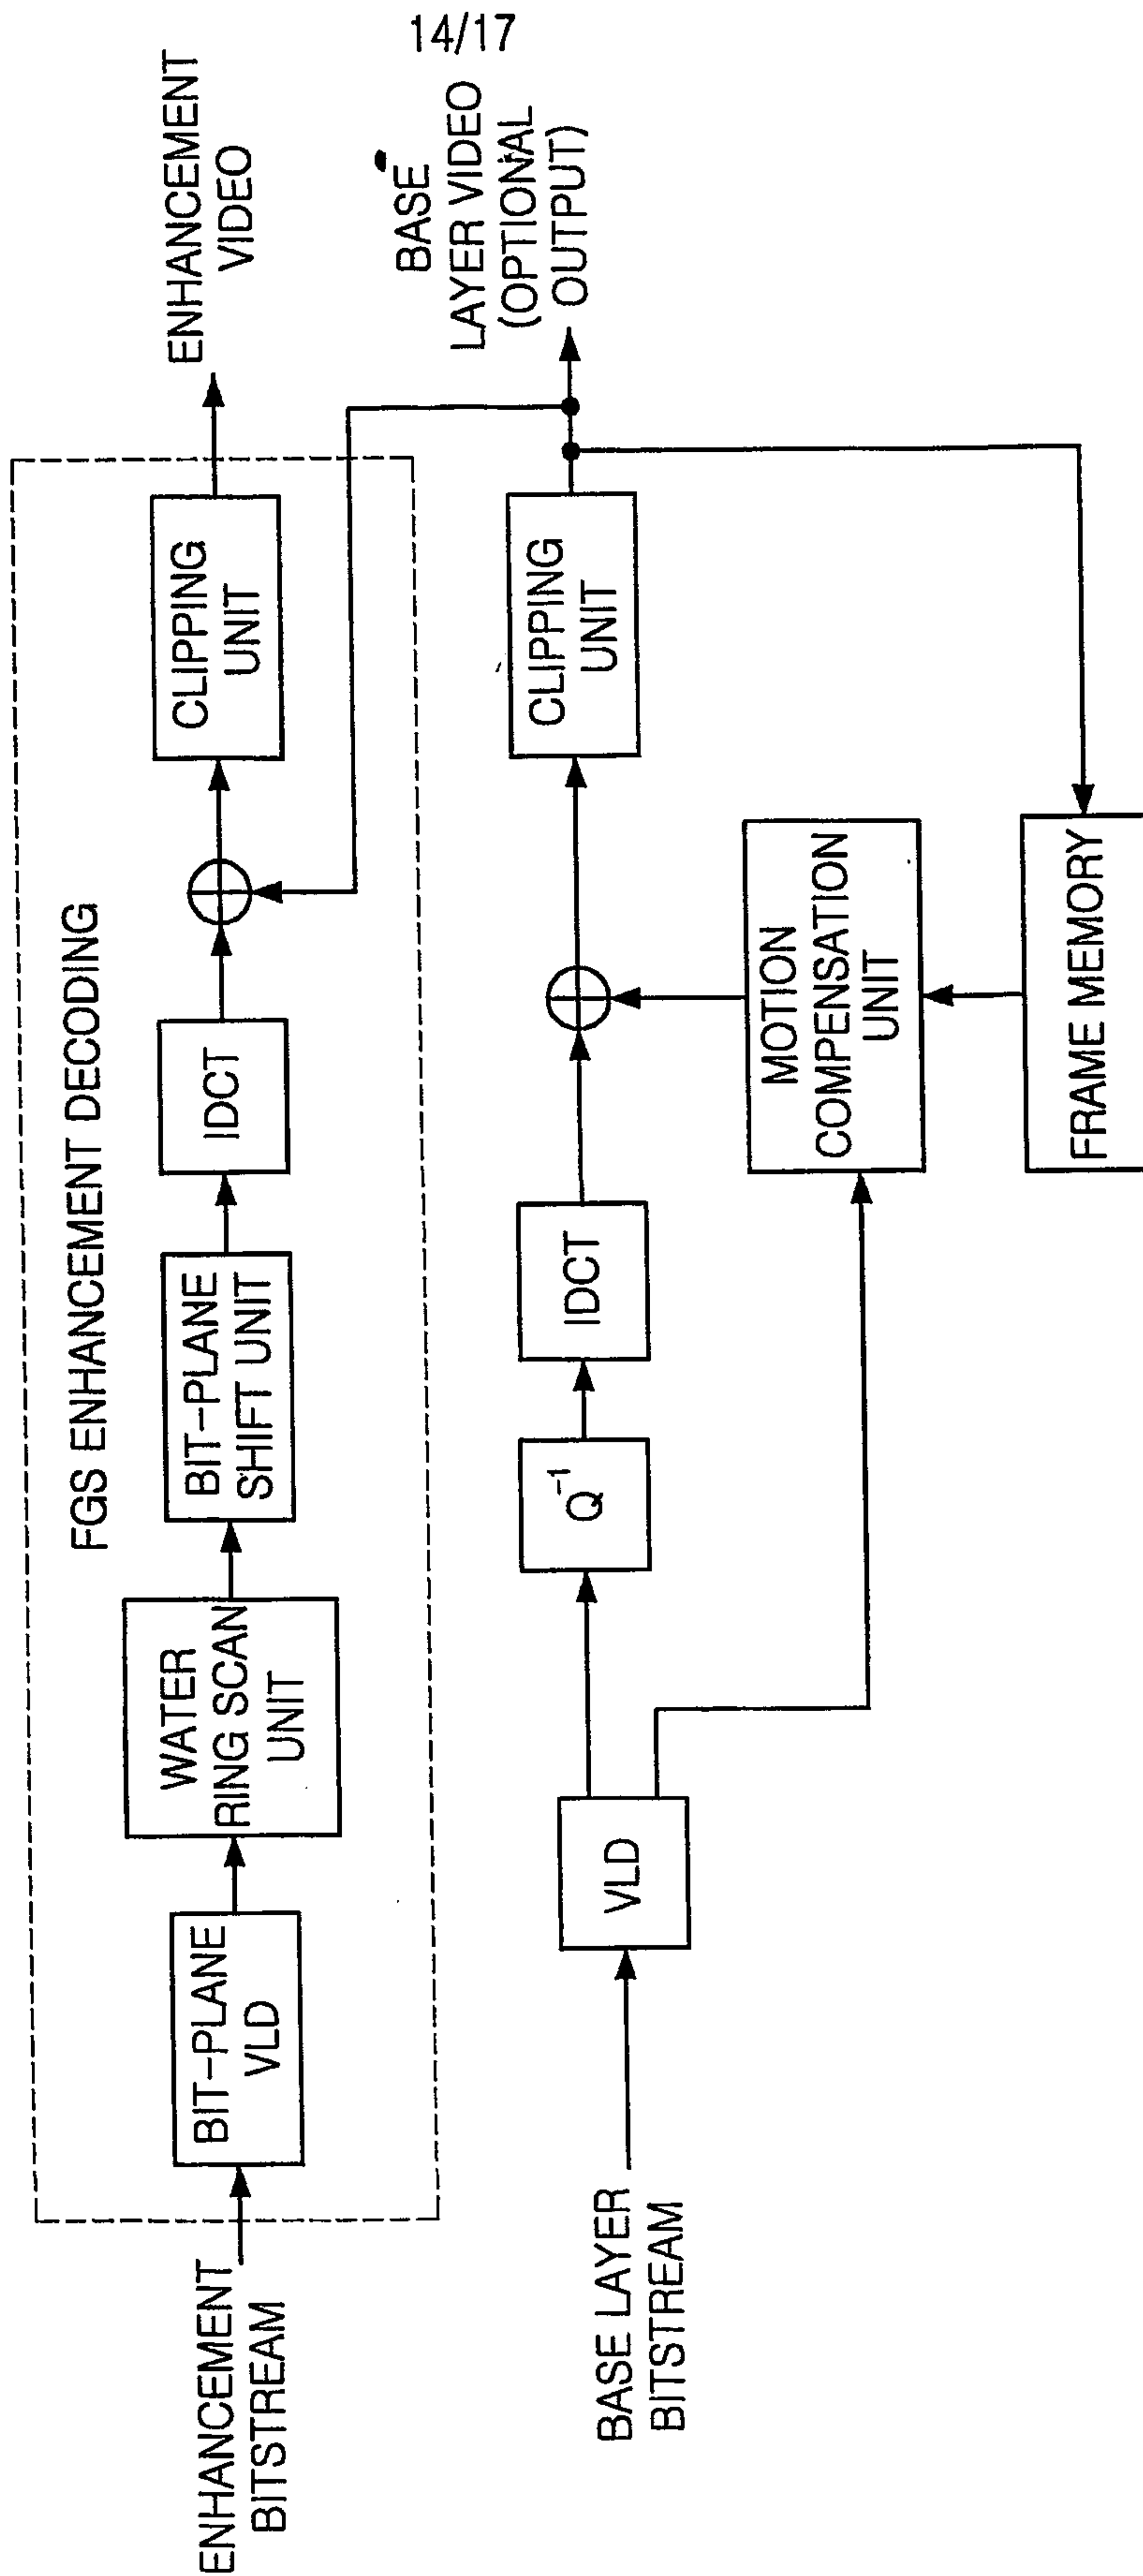 14/17
FGS ENHANCEMENT DECODING
ENHANCEMENT
BITSTREAM
BIT-PLANE
VLD
WATER
RING SCAN
UNIT
BIT-PLANE
SHIFT UNIT
IDCT
CLIPPING
UNIT
ENHANCEMENT
VIDEO
BASE LAYER
BITSTREAM
VLD
Q⁻¹
IDCT
CLIPPING
UNIT
BASE
LAYER VIDEO
(OPTIONAL
OUTPUT)
MOTION
COMPENSATION
UNIT
FRAME MEMORY